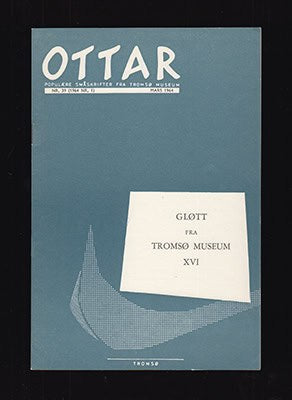 OTTAR
POPULÆRE SMÅSKRIFTER FRA TROMSØ MUSEUM
NR. 39 (1964 NR. 1) MARS 1964
GLØTT
FRA
TROMSØ MUSEUM
XVI
TROMSØ